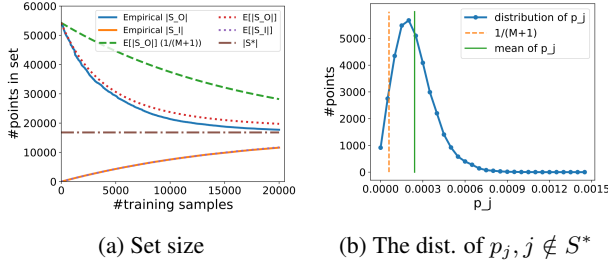 Empirical |S_O|
Empirical |S_I|
E[|S_O|] (1/(M+1))
E[|S_O|]
E[|S_I|]
|S*|
60000
50000
40000
30000
20000
10000
0
#points in set
0
5000
10000
15000
20000
#training samples
(a) Set size
distribution of p_j
1/(M+1)
mean of p_j
5000
4000
3000
2000
1000
0
#points
0.0000
0.0003
0.0006
0.0009
0.0012
0.0015
p_j
(b) The dist. of p_j, j ∉ S*